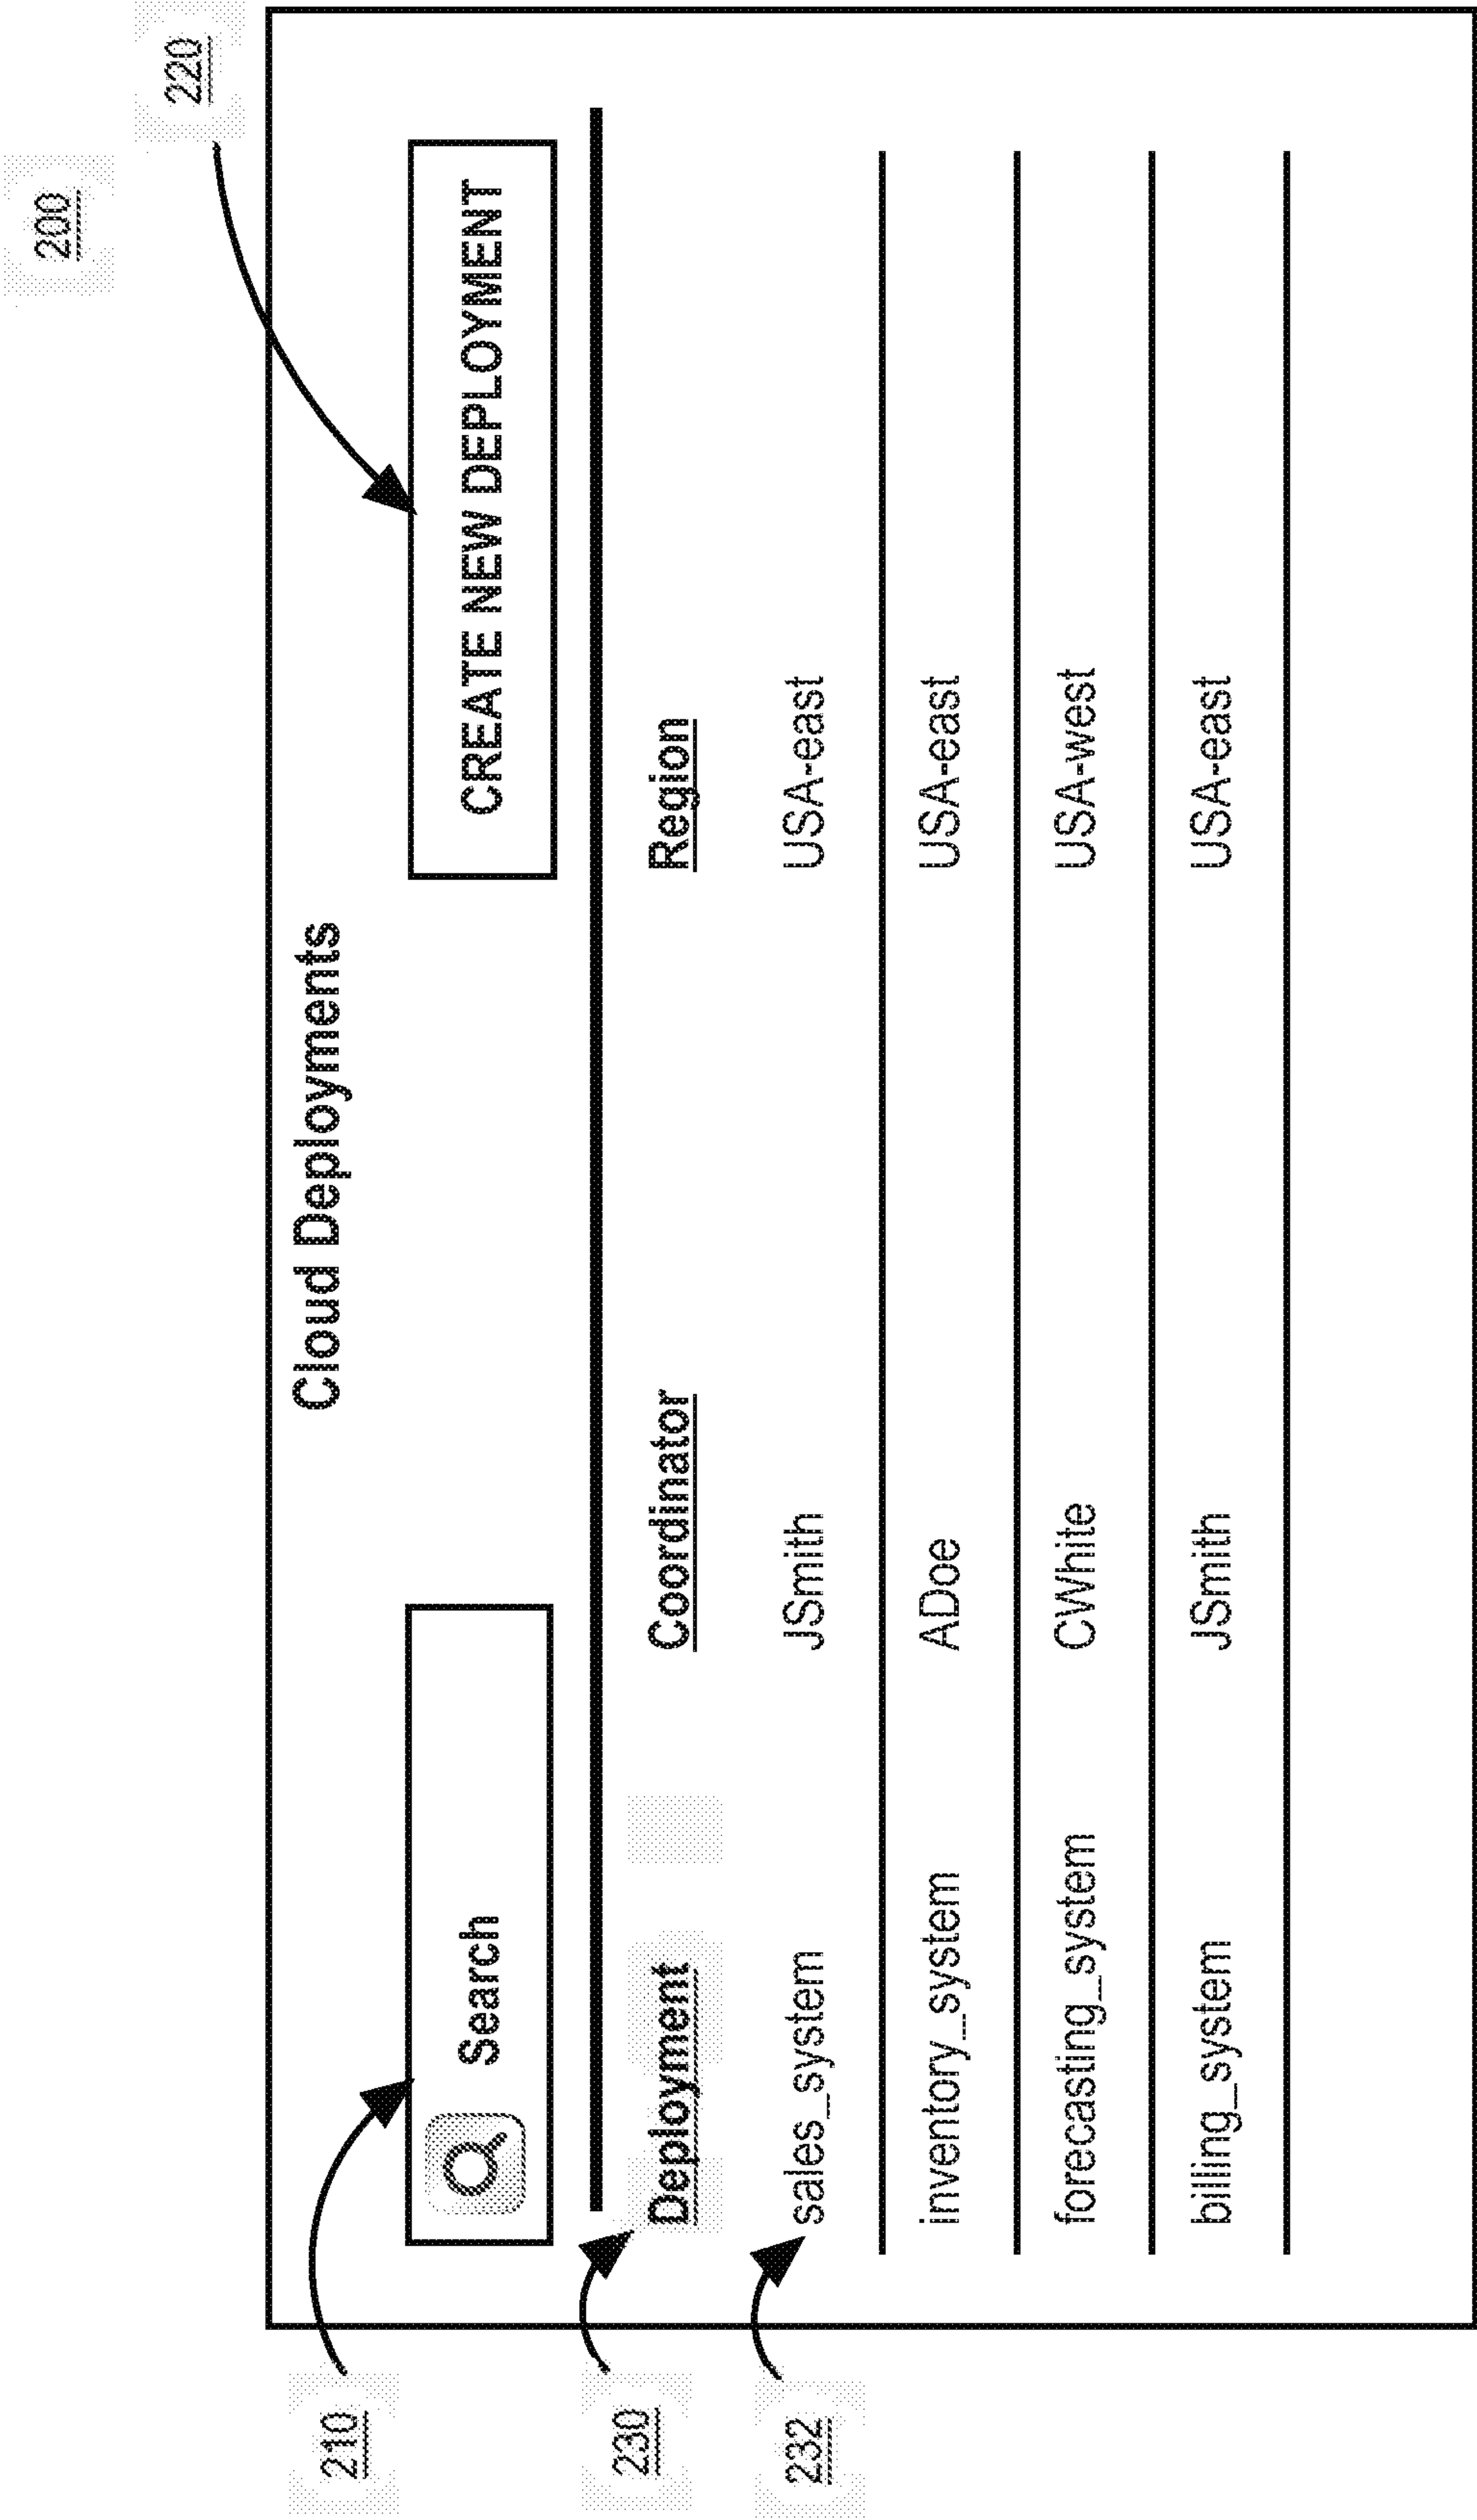 200
220
Cloud Deployments
210
Search
CREATE NEW DEPLOYMENT
230
Deployment Coordinator Region
232
sales_system JSmith USA-east
inventory_system ADoe USA-east
forecasting_system CWhite USA-west
billing_system JSmith USA-east